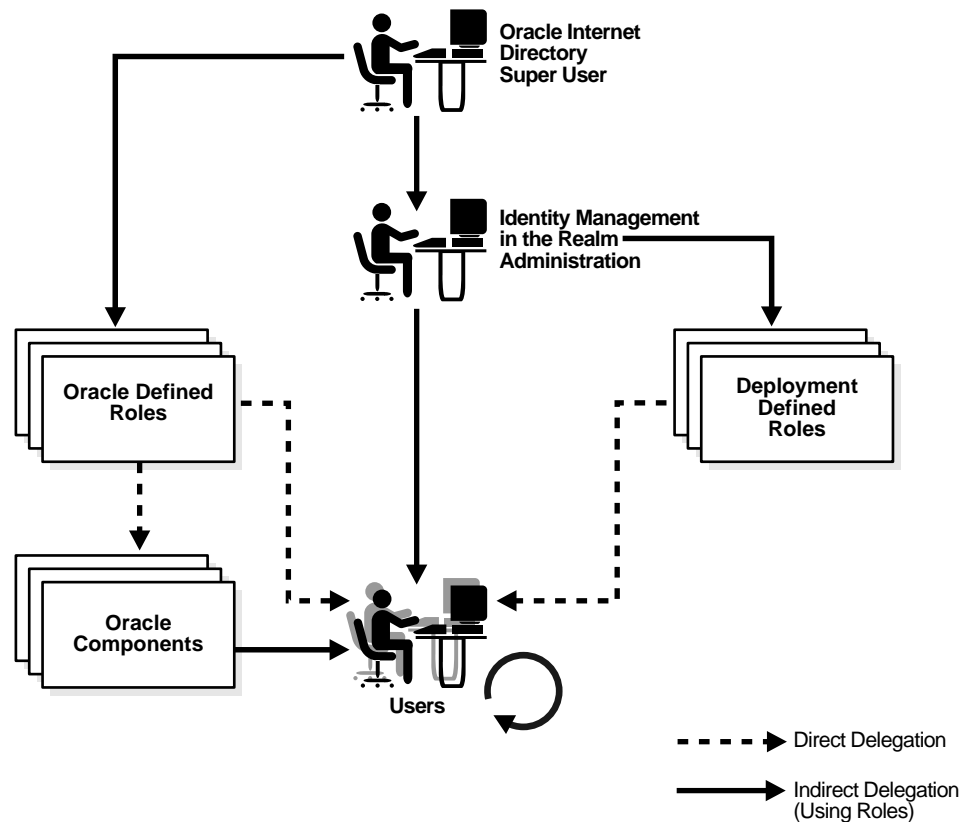 Oracle Internet
Directory
Super User
Identity Management
in the Realm
Administration
Oracle Defined
Roles
Deployment
Defined
Roles
Oracle
Components
Users
Direct Delegation
Indirect Delegation
(Using Roles)